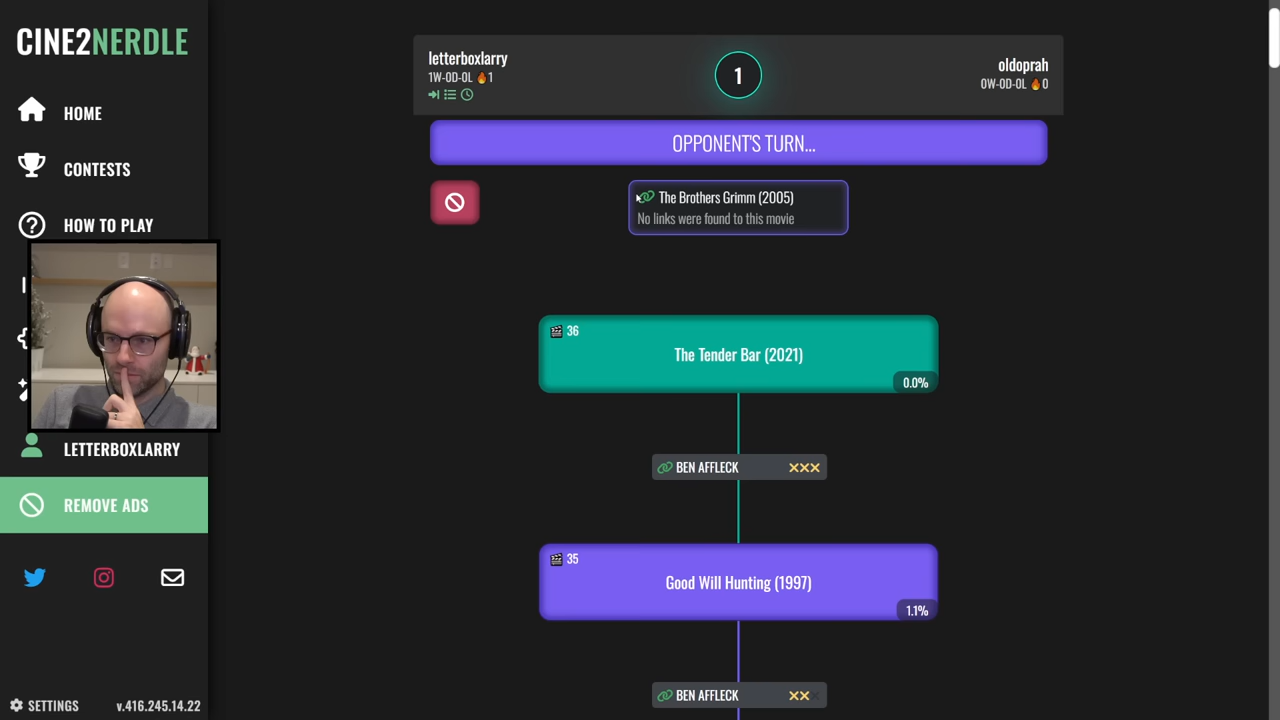 CINE2NERDLE
HOME
CONTESTS
HOW TO PLAY
LETTERBOXLARRY
REMOVE ADS
SETTINGS
v.416.245.14.22
letterboxlarry
1W-0D-0L 🔥1
1
oldoprah
0W-0D-0L 🔥0
OPPONENT'S TURN...
The Brothers Grimm (2005)
No links were found to this movie
36
The Tender Bar (2021)
0.0%
BEN AFFLECK
35
Good Will Hunting (1997)
1.1%
BEN AFFLECK